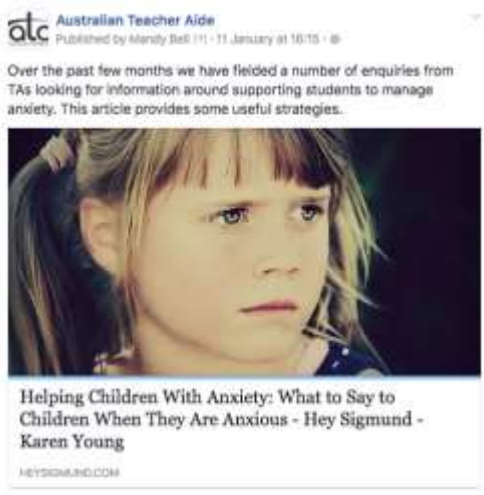 atc Australian Teacher Aide
Published by Mandy Bell · 11 January at 16:15 ·
Over the past few months we have fielded a number of enquiries from
TAs looking for information around supporting students to manage
anxiety. This article provides some useful strategies.
Helping Children With Anxiety: What to Say to
Children When They Are Anxious - Hey Sigmund -
Karen Young
HEYSIGMUND.COM